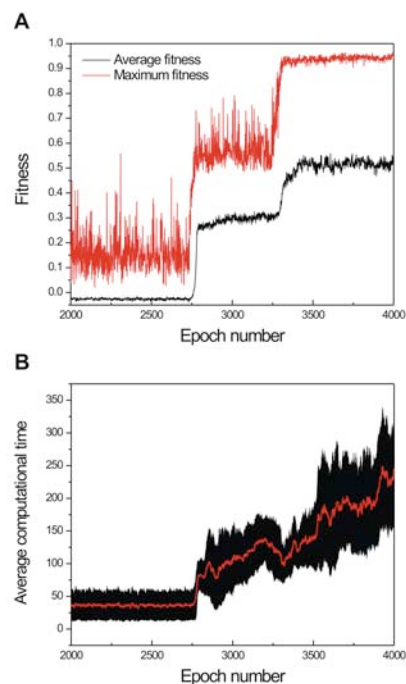 A
1.0
0.9
0.8
0.7
0.6
0.5
0.4
0.3
0.2
0.1
0.0
Fitness
Average fitness
Maximum fitness
2000 2500 3000 3500 4000
Epoch number
B
350
300
250
200
150
100
50
0
Average computational time
2000 2500 3000 3500 4000
Epoch number